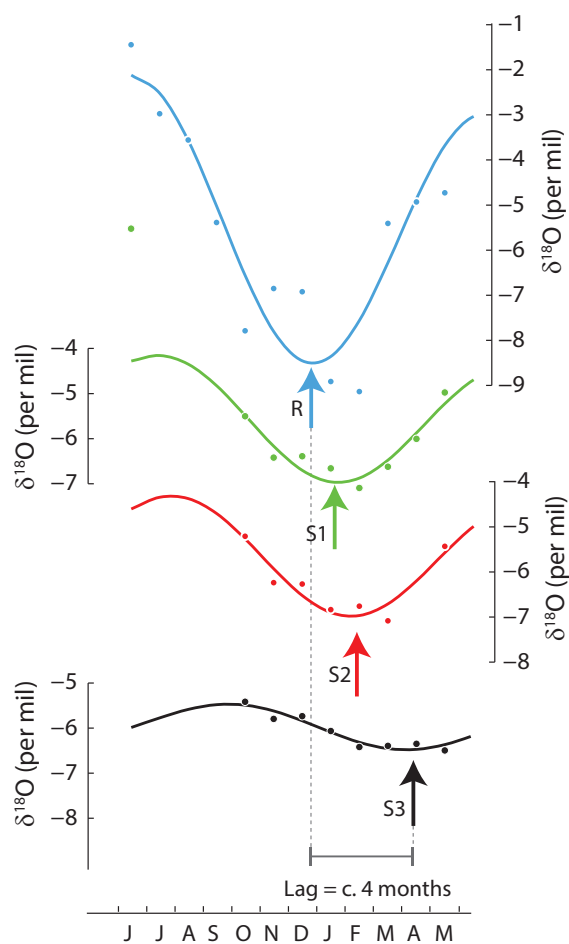 −1
−2
−3
−4
−5
−6
−7
−8
−9
δ18O (per mil)
R
−4
−5
−6
−7
δ18O (per mil)
S1
−4
−5
−6
−7
−8
δ18O (per mil)
S2
−5
−6
−7
−8
δ18O (per mil)
S3
Lag = c. 4 months
J J A S O N D J F M A M